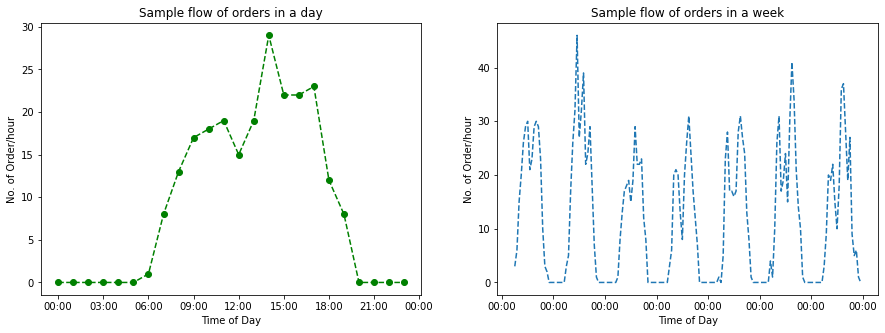 Sample flow of orders in a day
No. of Order/hour
30
25
20
15
10
5
0
00:00 03:00 06:00 09:00 12:00 15:00 18:00 21:00 00:00
Time of Day
Sample flow of orders in a week
No. of Order/hour
40
30
20
10
0
00:00 00:00 00:00 00:00 00:00 00:00 00:00 00:00
Time of Day